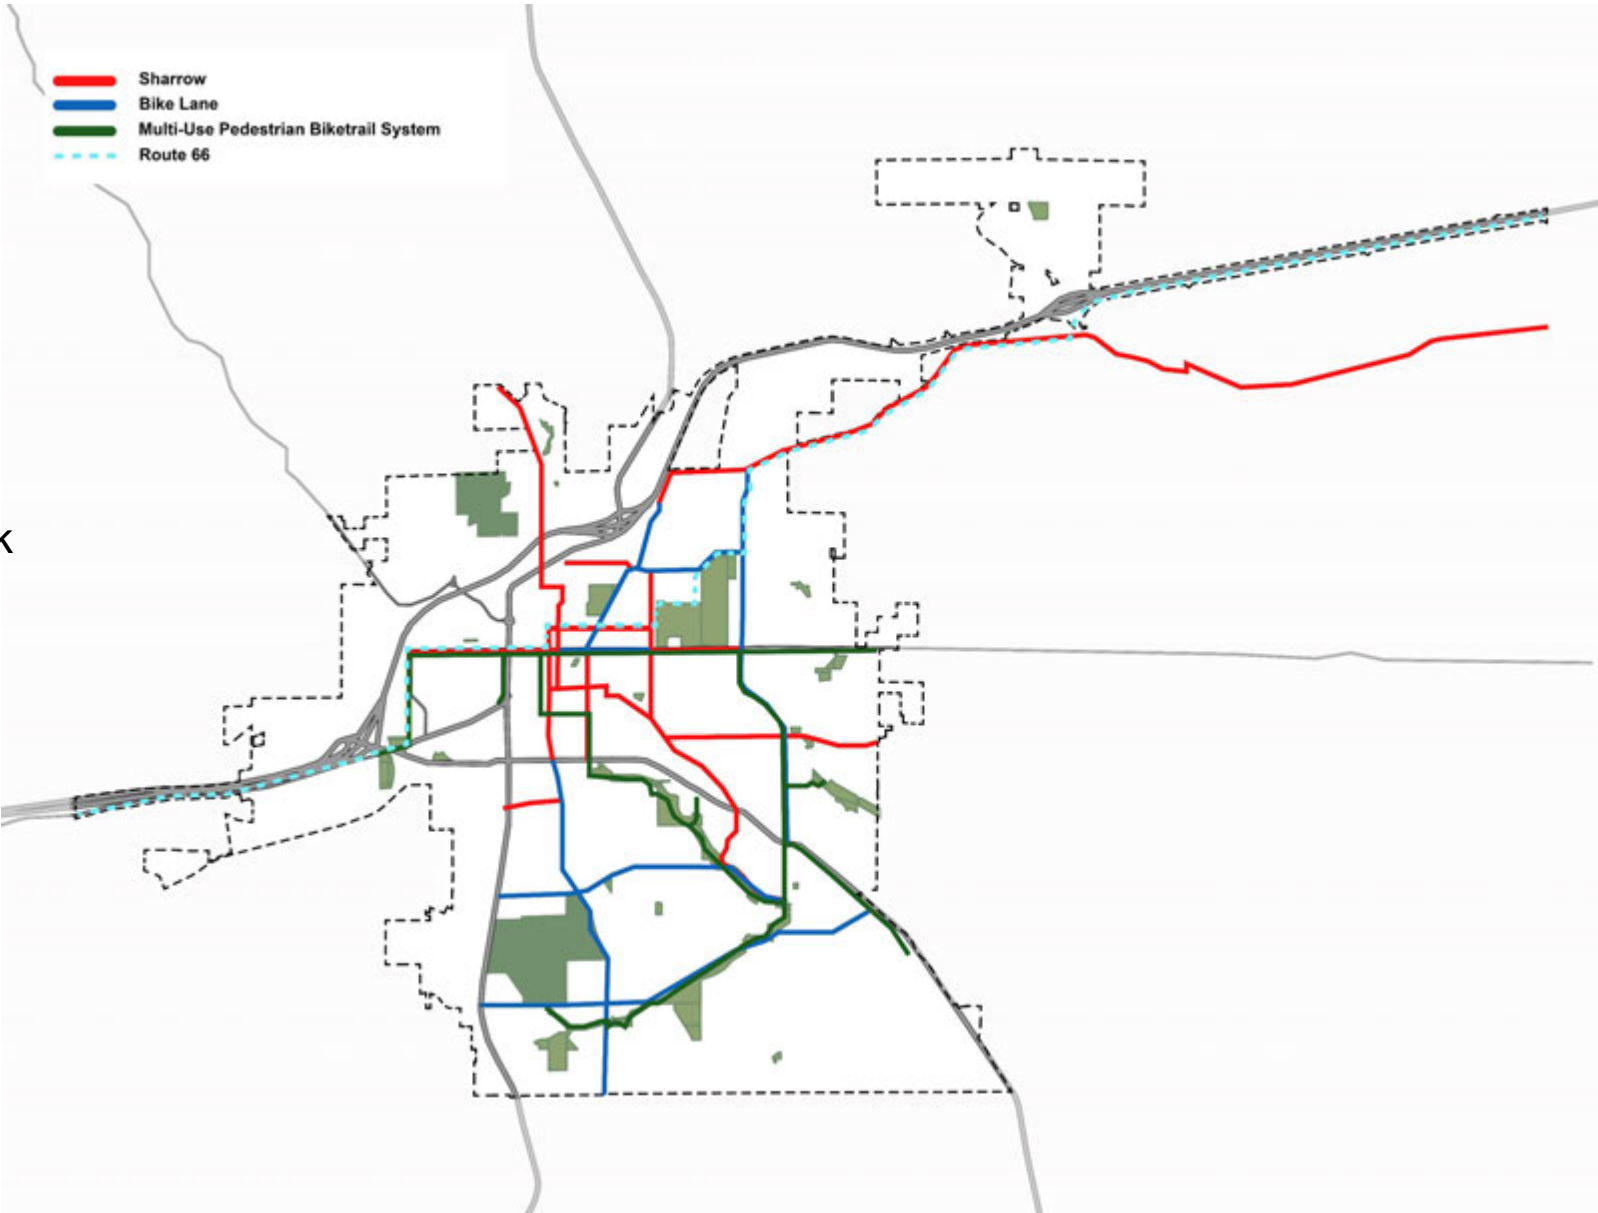 Sharrow
Bike Lane
Multi-Use Pedestrian Biketrail System
Route 66
k